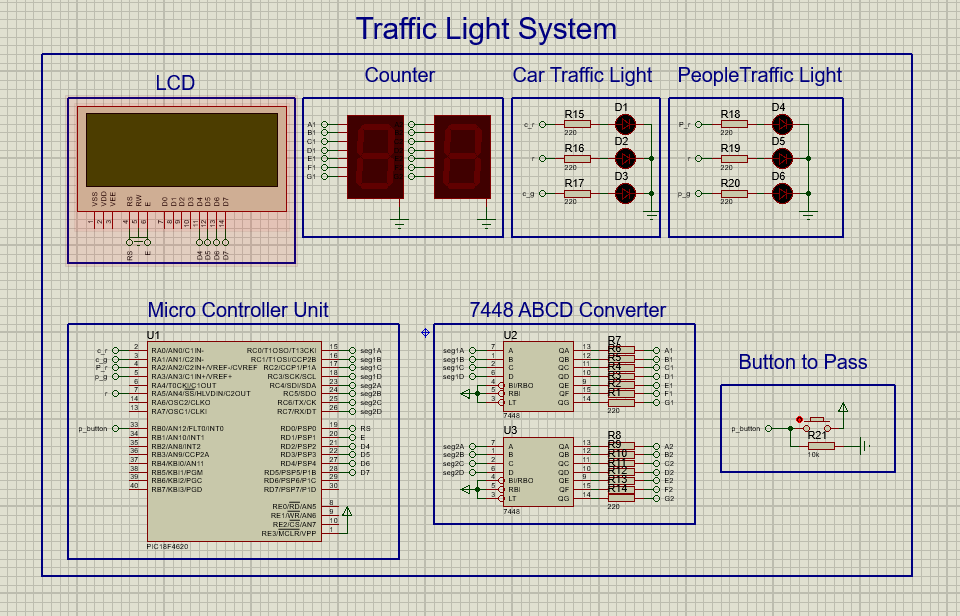 Traffic Light System
LCD
Counter
Car Traffic Light
PeopleTraffic Light
VSS VDD VEE RS RW E D0 D1 D2 D3 D4 D5 D6 D7
1 2 3 4 5 6 7 8 9 10 11 12 13 14
RS E D4 D5 D6 D7
A1
B1
C1
D1
E1
F1
G1
R15 D1
c_r
220
R16 D2
r
220
R17 D3
c_g
220
R18 D4
P_r
220
R19 D5
r
220
R20 D6
p_g
220
Micro Controller Unit
U1
c_r 2 RA0/AN0/C1IN- RC0/T1OSO/T13CKI 15 seg1A
c_g 3 RA1/AN1/C2IN- RC1/T1OSI/CCP2B 16 seg1B
P_r 4 RA2/AN2/C2IN+/VREF-/CVREF RC2/CCP1/P1A 17 seg1C
p_g 5 RA3/AN3/C1IN+/VREF+ RC3/SCK/SCL 18 seg1D
6 RA4/T0CK/C1OUT RC4/SDI/SDA 23 seg2A
r 7 RA5/AN4/SS/HLVDIN/C2OUT RC5/SDO 24 seg2B
14 RA6/OSC2/CLKO RC6/TX/CK 25 seg2C
13 RA7/OSC1/CLKI RC7/RX/DT 26 seg2D
p_button 33 RB0/AN12/FLT0/INT0 RD0/PSP0 19 RS
34 RB1/AN10/INT1 RD1/PSP1 20 E
35 RB2/AN8/INT2 RD2/PSP2 21 D4
36 RB3/AN9/CCP2A RD3/PSP3 22 D5
37 RB4/KBI0/AN11 RD4/PSP4 27 D6
38 RB5/KBI1/PGM RD5/PSP5/P1B 28 D7
39 RB6/KBI2/PGC RD6/PSP6/P1C 29
40 RB7/KBI3/PGD RD7/PSP7/P1D 30
RE0/RD/AN5 8
RE1/WR/AN6 9
RE2/CS/AN7 10
RE3/MCLR/VPP 1
PIC18F4620
7448 ABCD Converter
U2 R7
seg1A 7 A QA 13 R6 A1
seg1B 1 B QB 12 R5 B1
seg1C 2 C QC 11 R4 C1
seg1D 6 D QD 10 R3 D1
4 BI/RBO QE 9 R2 E1
5 RBI QF 15 R1 F1
3 LT QG 14 G1
7448 220
U3 R8
seg2A 7 A QA 13 R9 A2
seg2B 1 B QB 12 R10 B2
seg2C 2 C QC 11 R11 C2
seg2D 6 D QD 10 R12 D2
4 BI/RBO QE 9 R13 E2
5 RBI QF 15 R14 F2
3 LT QG 14 G2
7448 220
Button to Pass
p_button
R21
10k